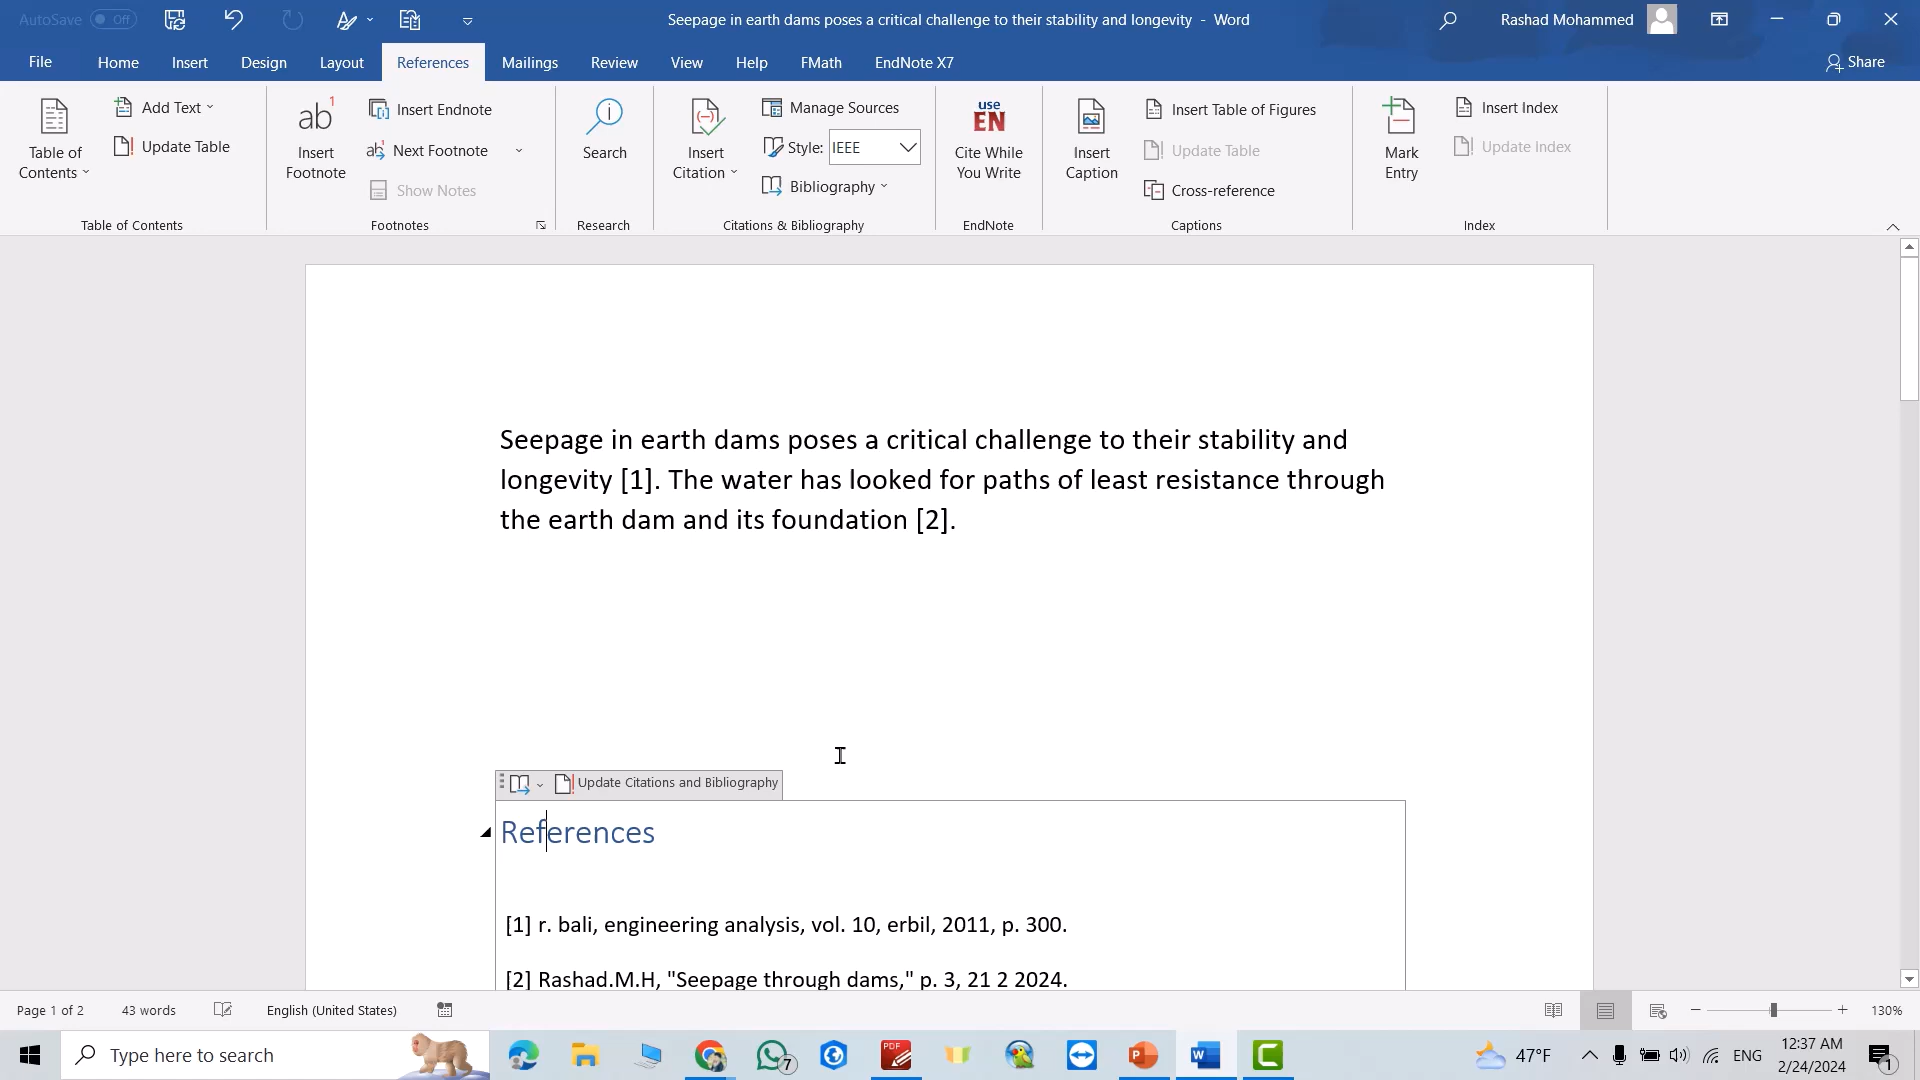 AutoSave Off
Seepage in earth dams poses a critical challenge to their stability and longevity - Word
Rashad Mohammed
File Home Insert Design Layout References Mailings Review View Help FMath EndNote X7 Share
Table of Contents
Add Text
Update Table
Table of Contents
ab1
Insert Footnote
Insert Endnote
Next Footnote
Show Notes
Footnotes
Search
Research
Insert Citation
Manage Sources
Style: IEEE
Bibliography
Citations & Bibliography
use
EN
Cite While You Write
EndNote
Insert Caption
Insert Table of Figures
Update Table
Cross-reference
Captions
Mark Entry
Insert Index
Update Index
Index
Seepage in earth dams poses a critical challenge to their stability and
longevity [1]. The water has looked for paths of least resistance through
the earth dam and its foundation [2].
Update Citations and Bibliography
References
[1] r. bali, engineering analysis, vol. 10, erbil, 2011, p. 300.
[2] Rashad.M.H, "Seepage through dams," p. 3, 21 2 2024.
Page 1 of 2 43 words English (United States) 130%
Type here to search
7
PDF
P
W
C
47°F
ENG
12:37 AM
2/24/2024
1